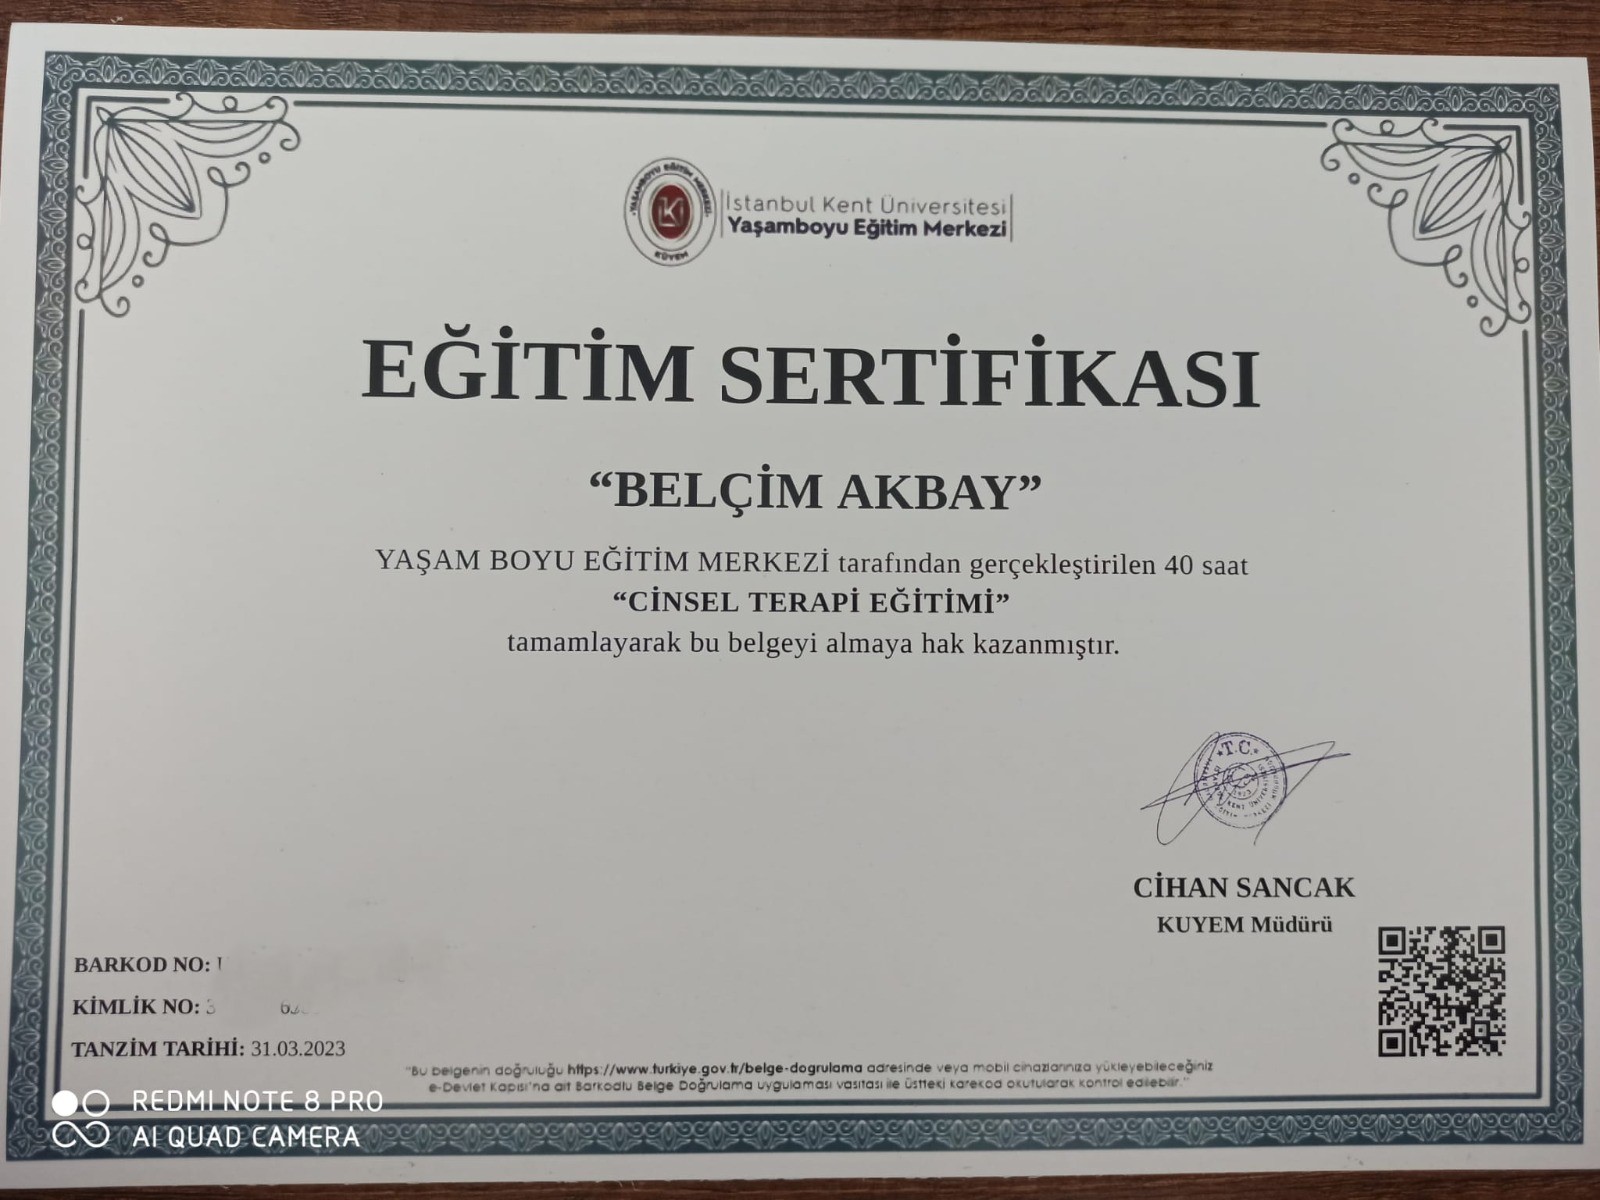 YAŞAMBOYU EĞİTİM MERKEZİ
KÜYEM
İstanbul Kent Üniversitesi
Yaşamboyu Eğitim Merkezi
EĞİTİM SERTİFİKASI
“BELÇİM AKBAY”
YAŞAM BOYU EĞİTİM MERKEZİ tarafından gerçekleştirilen 40 saat
“CİNSEL TERAPİ EĞİTİMİ”
tamamlayarak bu belgeyi almaya hak kazanmıştır.
T.C.
CİHAN SANCAK
KUYEM Müdürü
BARKOD NO:
KİMLİK NO:
TANZİM TARİHİ: 31.03.2023
"Bu belgenin doğruluğu https://www.turkiye.gov.tr/belge-dogrulama adresinde veya mobil cihazlarınıza yükleyebileceğiniz
e-Devlet Kapısı'na ait Barkodlu Belge Doğrulama uygulaması vasıtası ile üstteki karekod okutularak kontrol edilebilir."
REDMI NOTE 8 PRO
AI QUAD CAMERA